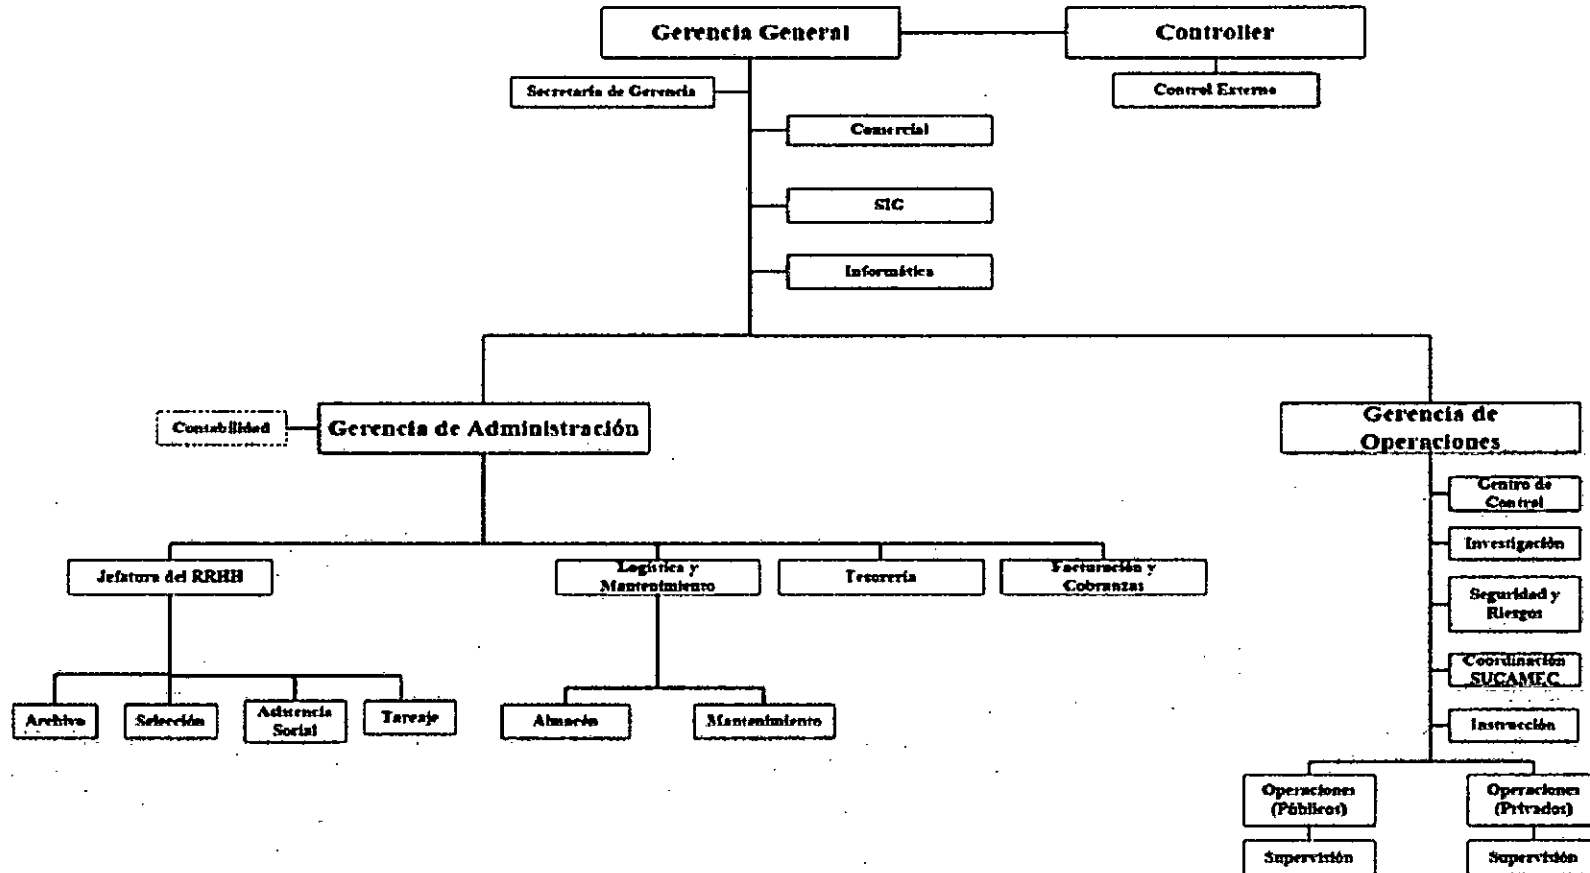 Gerencia General
Controller
Secretaría de Gerencia
Control Externo
Comercial
SIG
Informática
Contabilidad
Gerencia de Administración
Gerencia de
Operaciones
Centro de
Control
Investigación
Jefatura del RRHH
Logística y
Mantenimiento
Tesorería
Facturación y
Cobranzas
Seguridad y
Riesgos
Coordinación
SUCAMEC
Archivo
Selección
Asistencia
Social
Tareaje
Almacén
Mantenimiento
Instrucción
Operaciones
(Públicos)
Operaciones
(Privados)
Supervisión
Supervisión